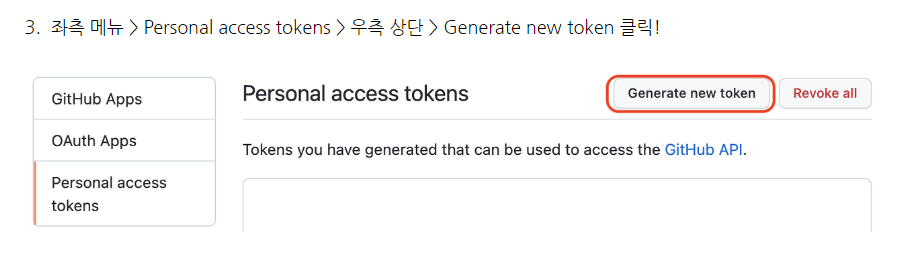 3. 좌측 메뉴 > Personal access tokens > 우측 상단 > Generate new token 클릭!
GitHub Apps
OAuth Apps
Personal access
tokens
Personal access tokens
Generate new token
Revoke all
Tokens you have generated that can be used to access the GitHub API.